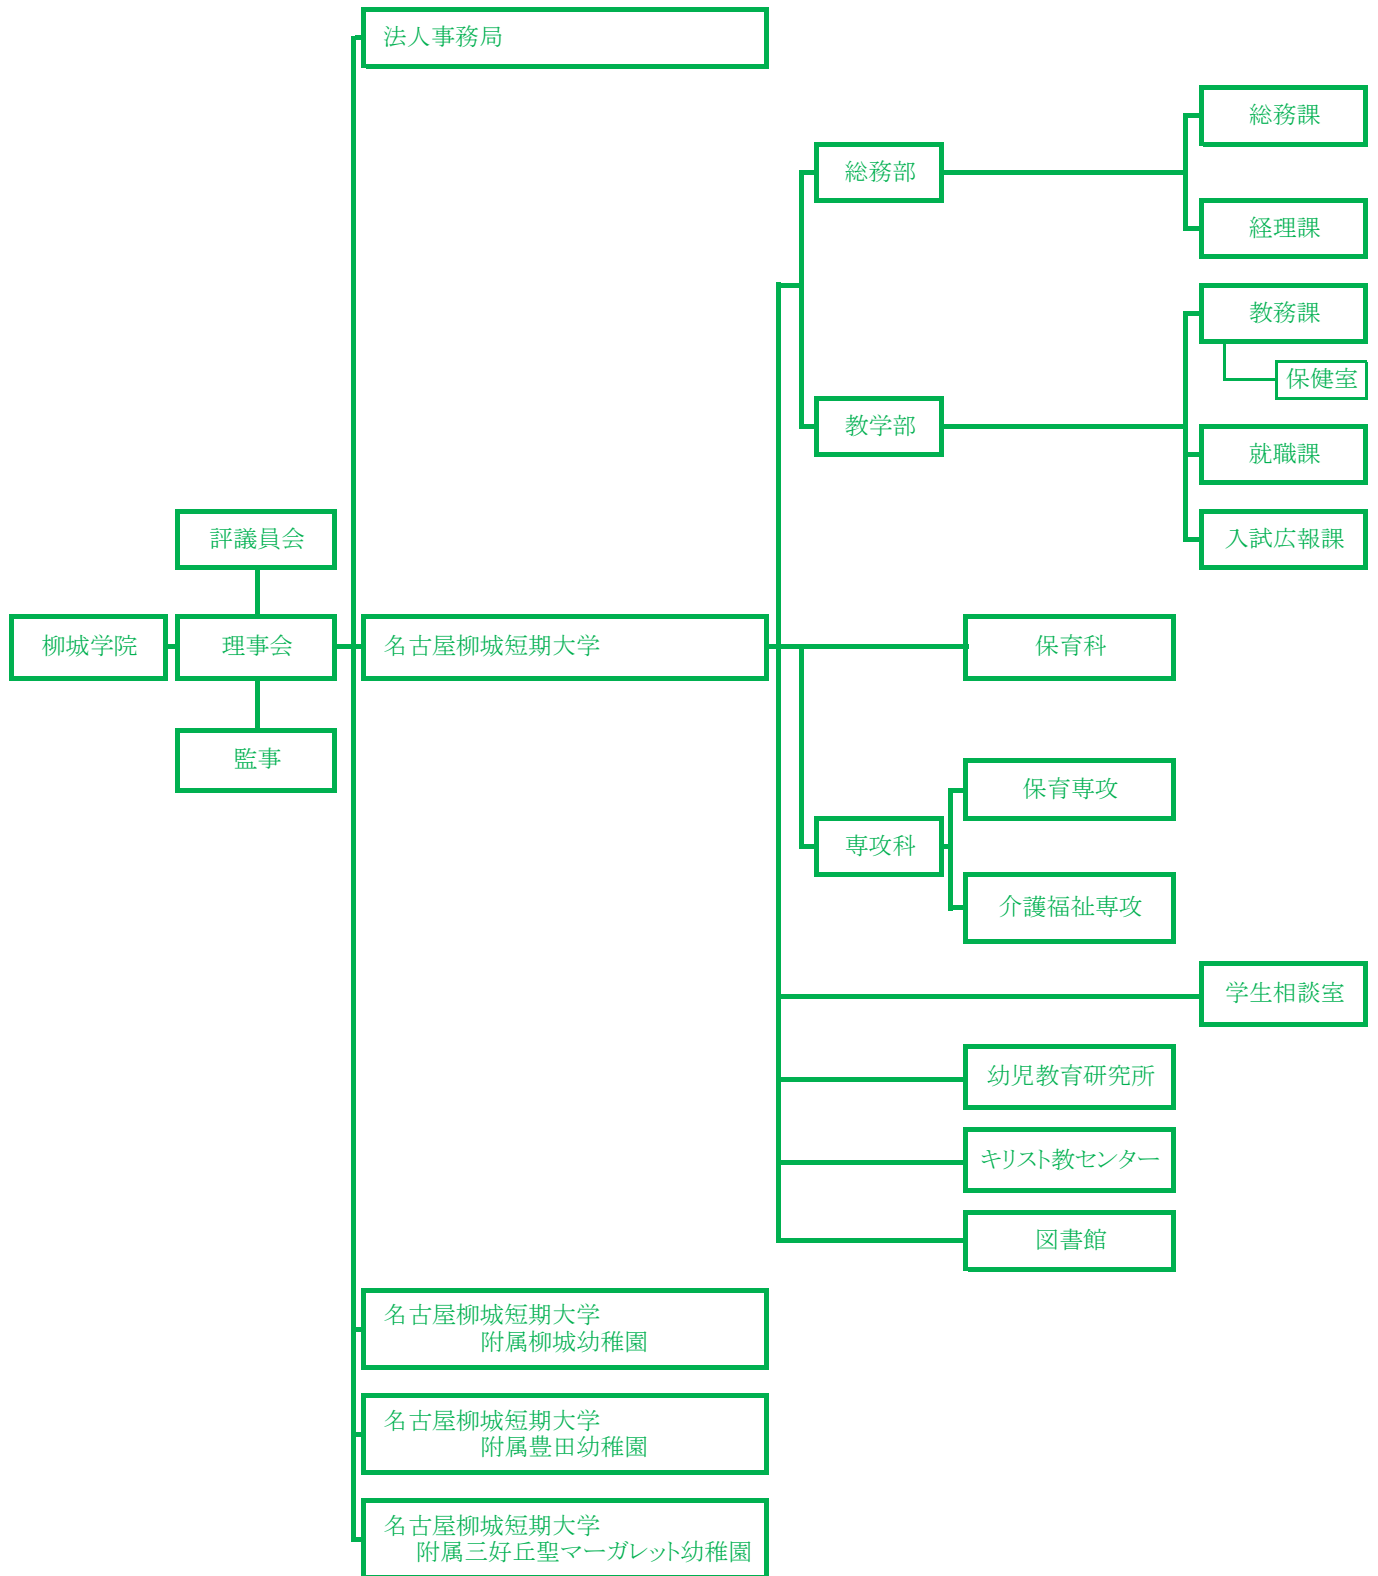 法人事務局
総務課
総務部
経理課
教務課
保健室
教学部
就職課
入試広報課
評議員会
柳城学院
理事会
名古屋柳城短期大学
保育科
監事
保育専攻
専攻科
介護福祉専攻
学生相談室
幼児教育研究所
キリスト教センター
図書館
名古屋柳城短期大学
附属柳城幼稚園
名古屋柳城短期大学
附属豊田幼稚園
名古屋柳城短期大学
附属三好丘聖マーガレット幼稚園